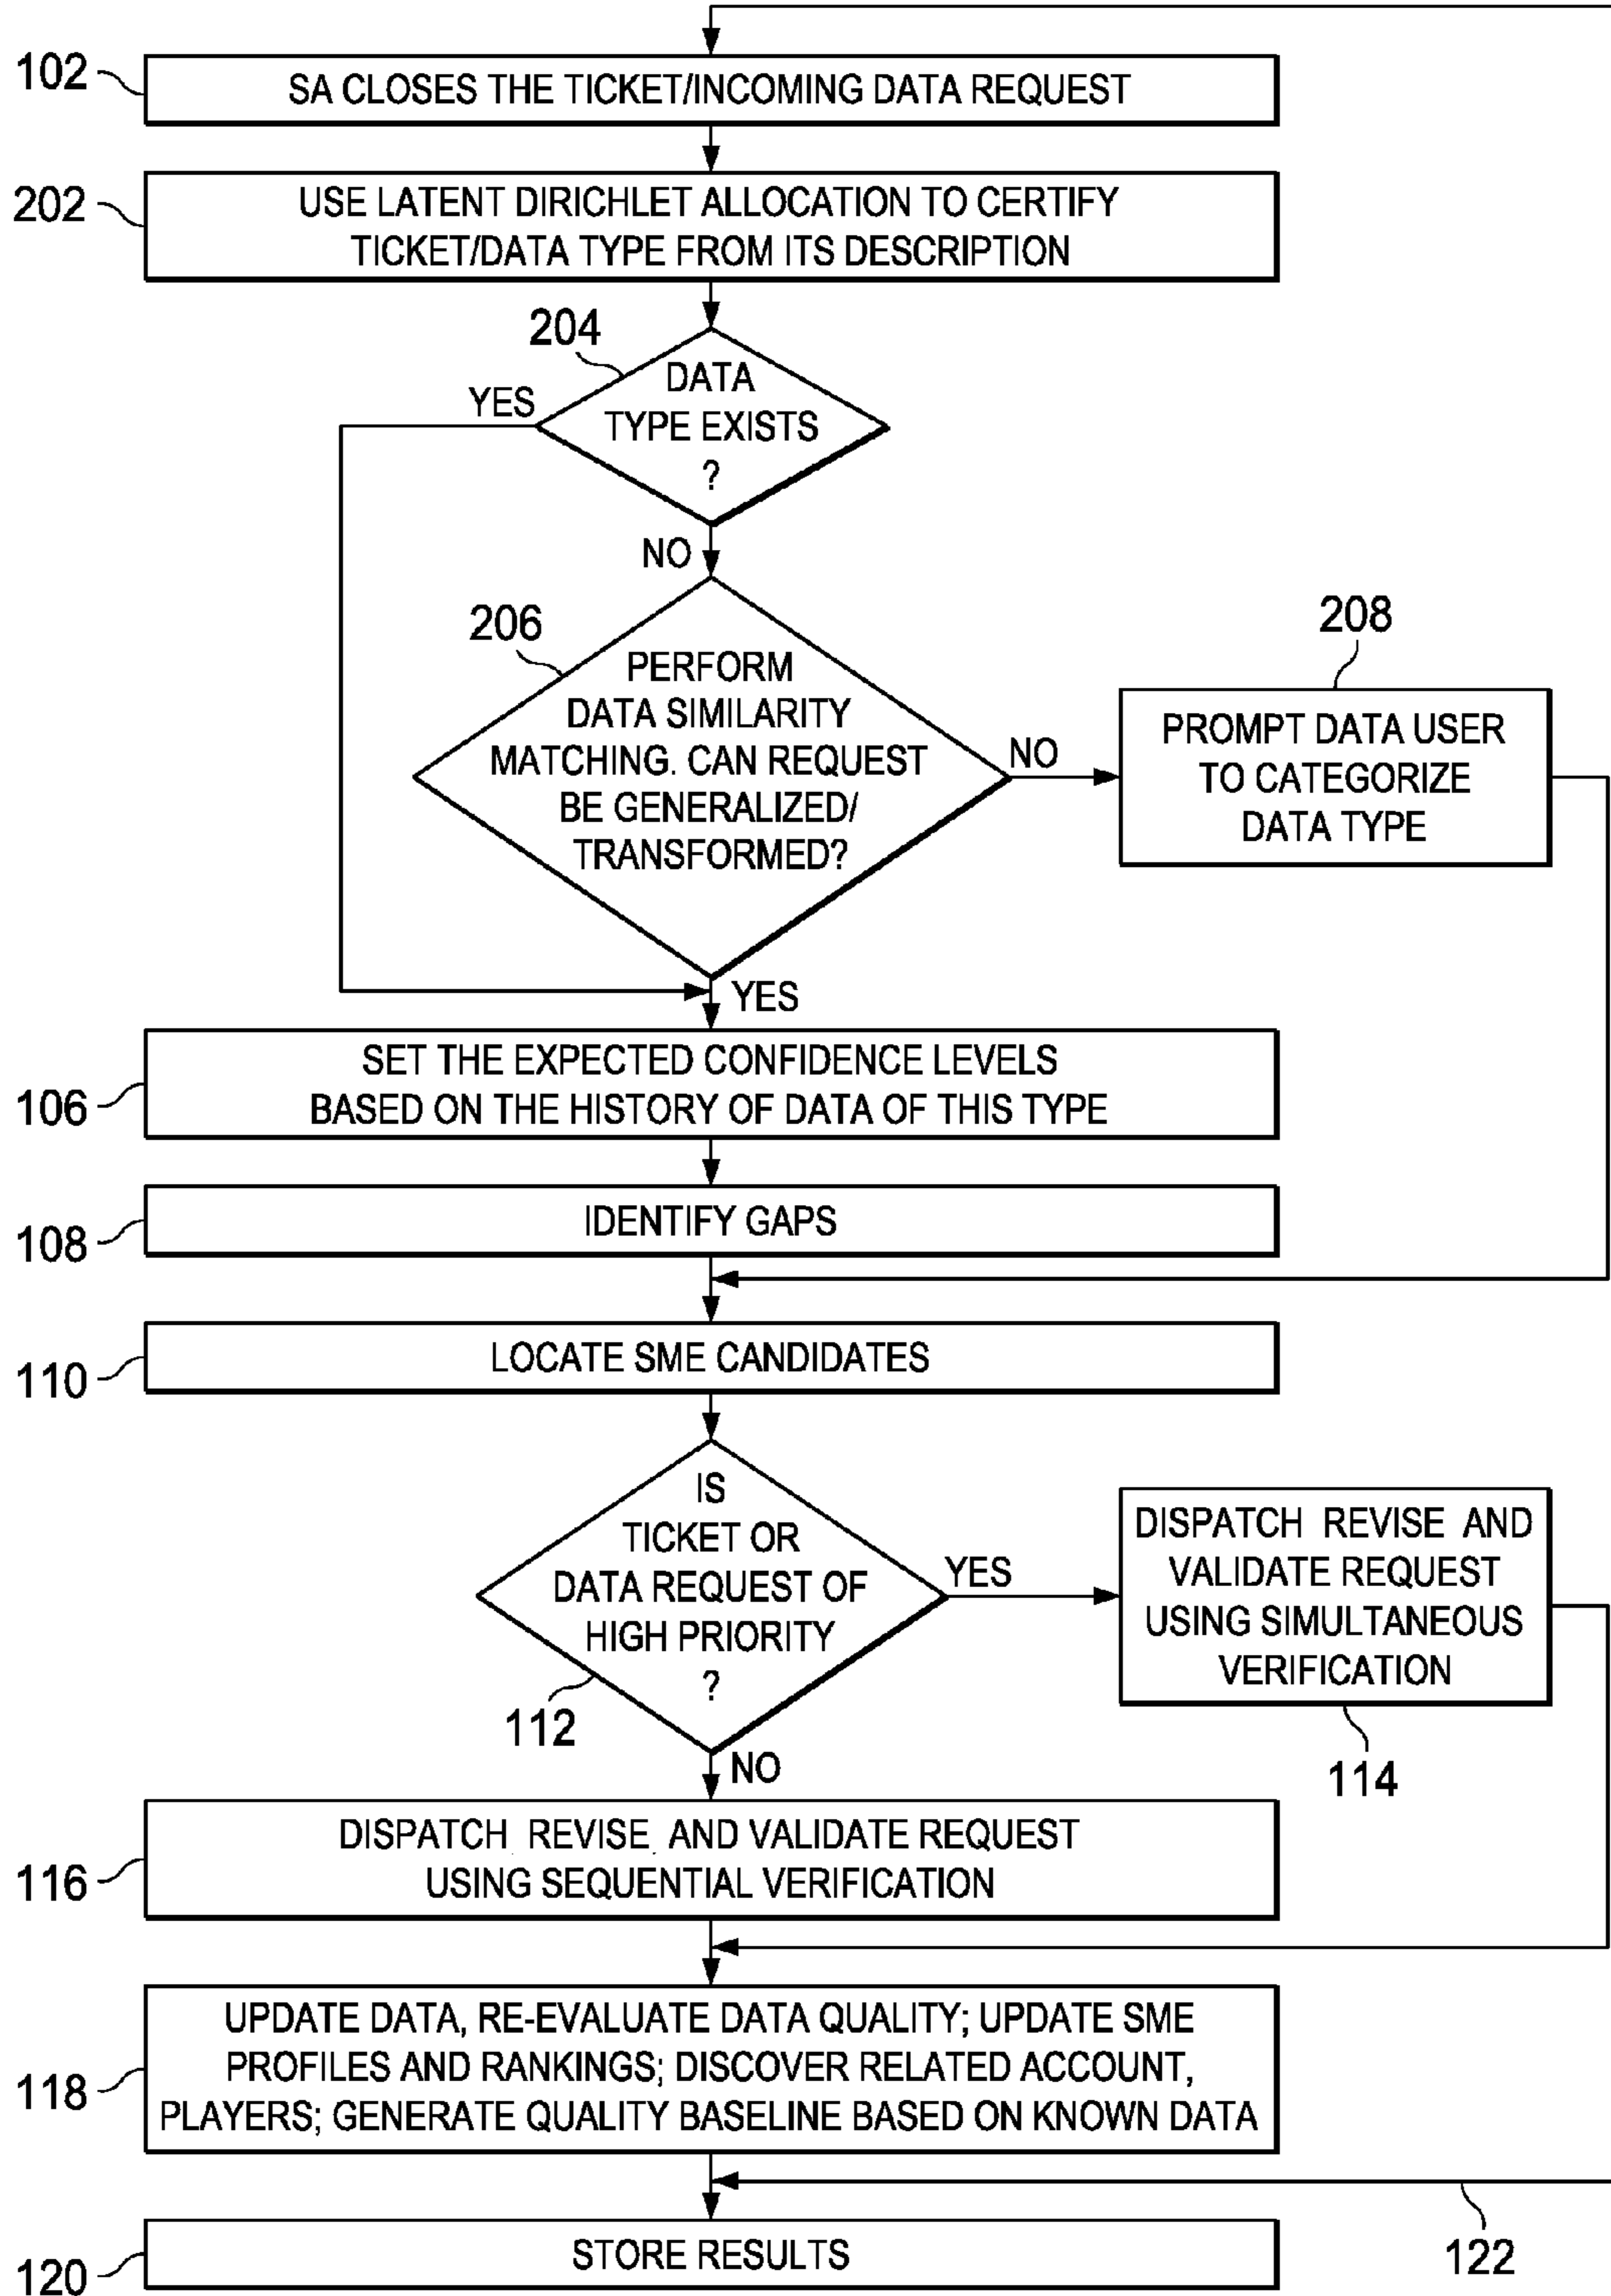 102
SA CLOSES THE TICKET/INCOMING DATA REQUEST
202
USE LATENT DIRICHLET ALLOCATION TO CERTIFY
TICKET/DATA TYPE FROM ITS DESCRIPTION
204
DATA
TYPE EXISTS
?
YES
NO
206
PERFORM
DATA SIMILARITY
MATCHING. CAN REQUEST
BE GENERALIZED/
TRANSFORMED?
NO
208
PROMPT DATA USER
TO CATEGORIZE
DATA TYPE
YES
106
SET THE EXPECTED CONFIDENCE LEVELS
BASED ON THE HISTORY OF DATA OF THIS TYPE
108
IDENTIFY GAPS
110
LOCATE SME CANDIDATES
IS
TICKET OR
DATA REQUEST OF
HIGH PRIORITY
?
112
YES
DISPATCH REVISE AND
VALIDATE REQUEST
USING SIMULTANEOUS
VERIFICATION
114
NO
116
DISPATCH REVISE AND VALIDATE REQUEST
USING SEQUENTIAL VERIFICATION
118
UPDATE DATA, RE-EVALUATE DATA QUALITY; UPDATE SME
PROFILES AND RANKINGS; DISCOVER RELATED ACCOUNT,
PLAYERS; GENERATE QUALITY BASELINE BASED ON KNOWN DATA
122
120
STORE RESULTS